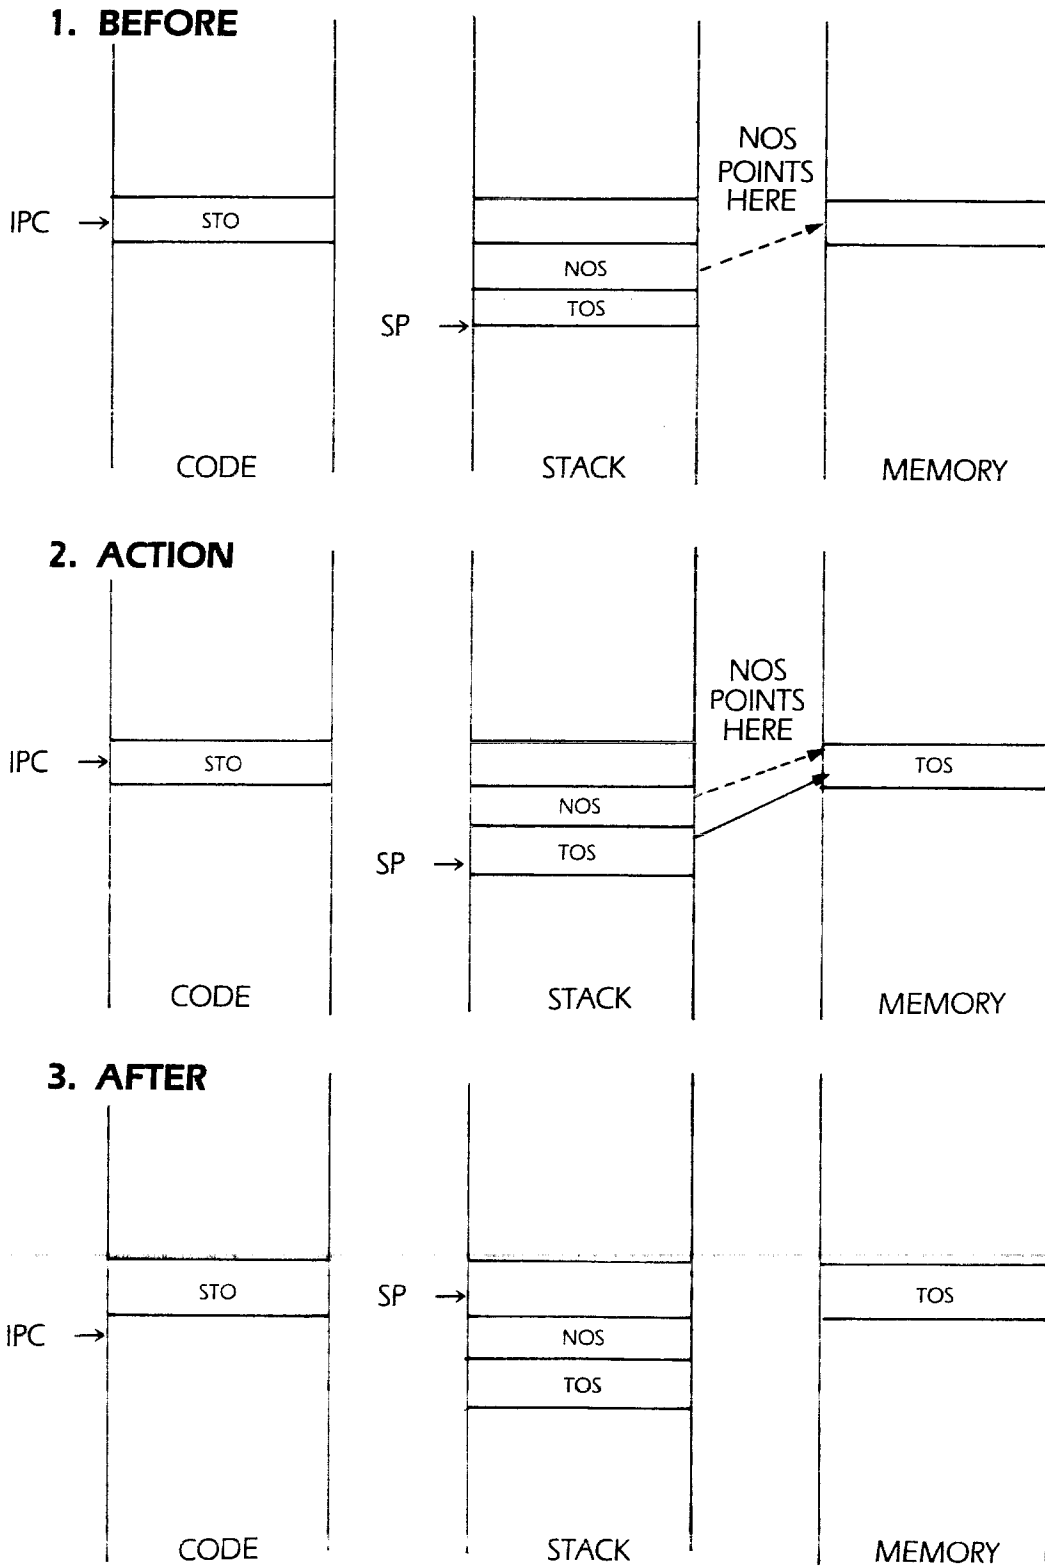 1. BEFORE
NOS
POINTS
HERE
IPC
STO
NOS
TOS
SP
CODE
STACK
MEMORY
2. ACTION
NOS
POINTS
HERE
IPC
STO
TOS
NOS
TOS
SP
CODE
STACK
MEMORY
3. AFTER
STO
SP
TOS
IPC
NOS
TOS
CODE
STACK
MEMORY